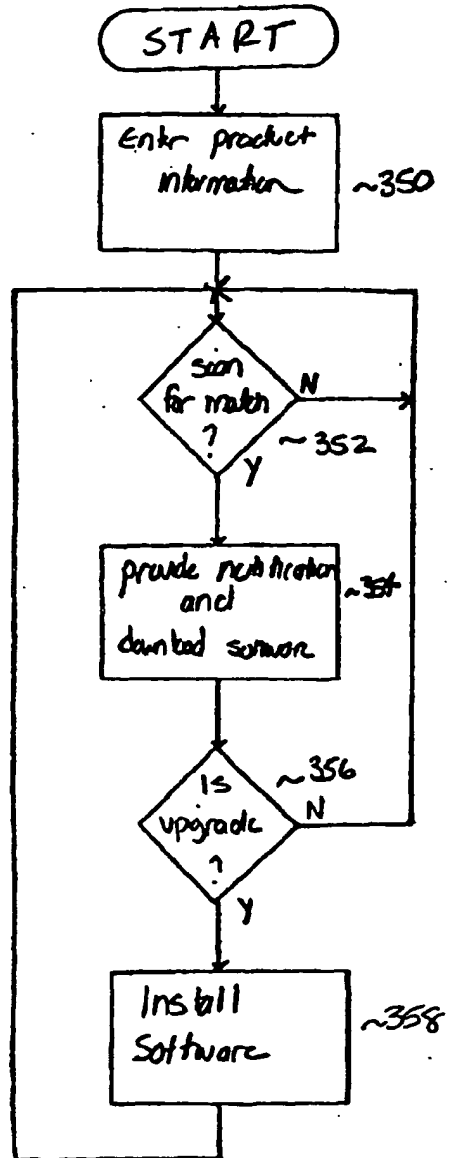 START
Enter product
information
~350
scan
for match
?
N
~352
Y
provide notification
and
download software
~354
~356
Is
upgrade
?
N
Y
Install
Software
~358